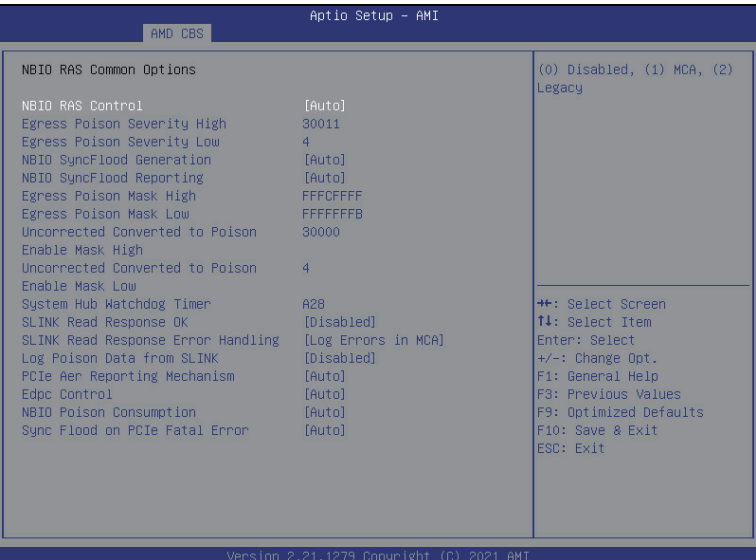 Aptio Setup – AMI
AMD CBS
NBIO RAS Common Options
NBIO RAS Control [Auto]
Egress Poison Severity High 30011
Egress Poison Severity Low 4
NBIO SyncFlood Generation [Auto]
NBIO SyncFlood Reporting [Auto]
Egress Poison Mask High FFFCFFFF
Egress Poison Mask Low FFFFFFFB
Uncorrected Converted to Poison 30000
Enable Mask High
Uncorrected Converted to Poison 4
Enable Mask Low
System Hub Watchdog Timer A28
SLINK Read Response OK [Disabled]
SLINK Read Response Error Handling [Log Errors in MCA]
Log Poison Data from SLINK [Disabled]
PCIe Aer Reporting Mechanism [Auto]
Edpc Control [Auto]
NBIO Poison Consumption [Auto]
Sync Flood on PCIe Fatal Error [Auto]
(0) Disabled, (1) MCA, (2)
Legacy
→←: Select Screen
↑↓: Select Item
Enter: Select
+/-: Change Opt.
F1: General Help
F3: Previous Values
F9: Optimized Defaults
F10: Save & Exit
ESC: Exit
Version 2.21.1279 Copyright (C) 2021 AMI